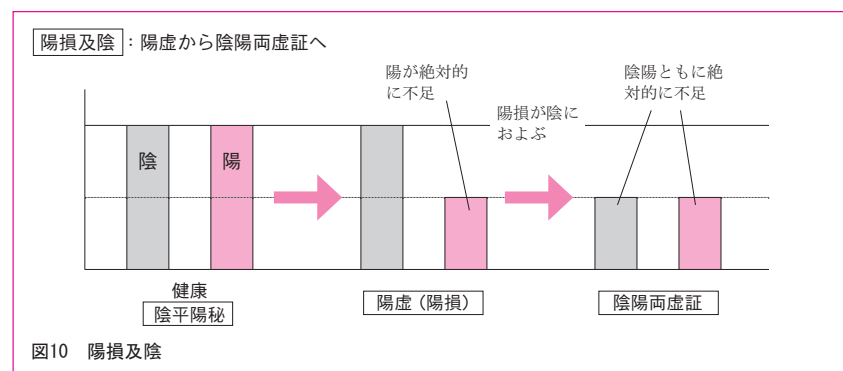 陽損及陰：陽虚から陰陽両虚証へ
陽が絶対的
に不足
陽損が陰に
およぶ
陰陽ともに絶
対的に不足
陰
陽
健康
陰平陽秘
陽虚（陽損）
陰陽両虚証
図10　陽損及陰